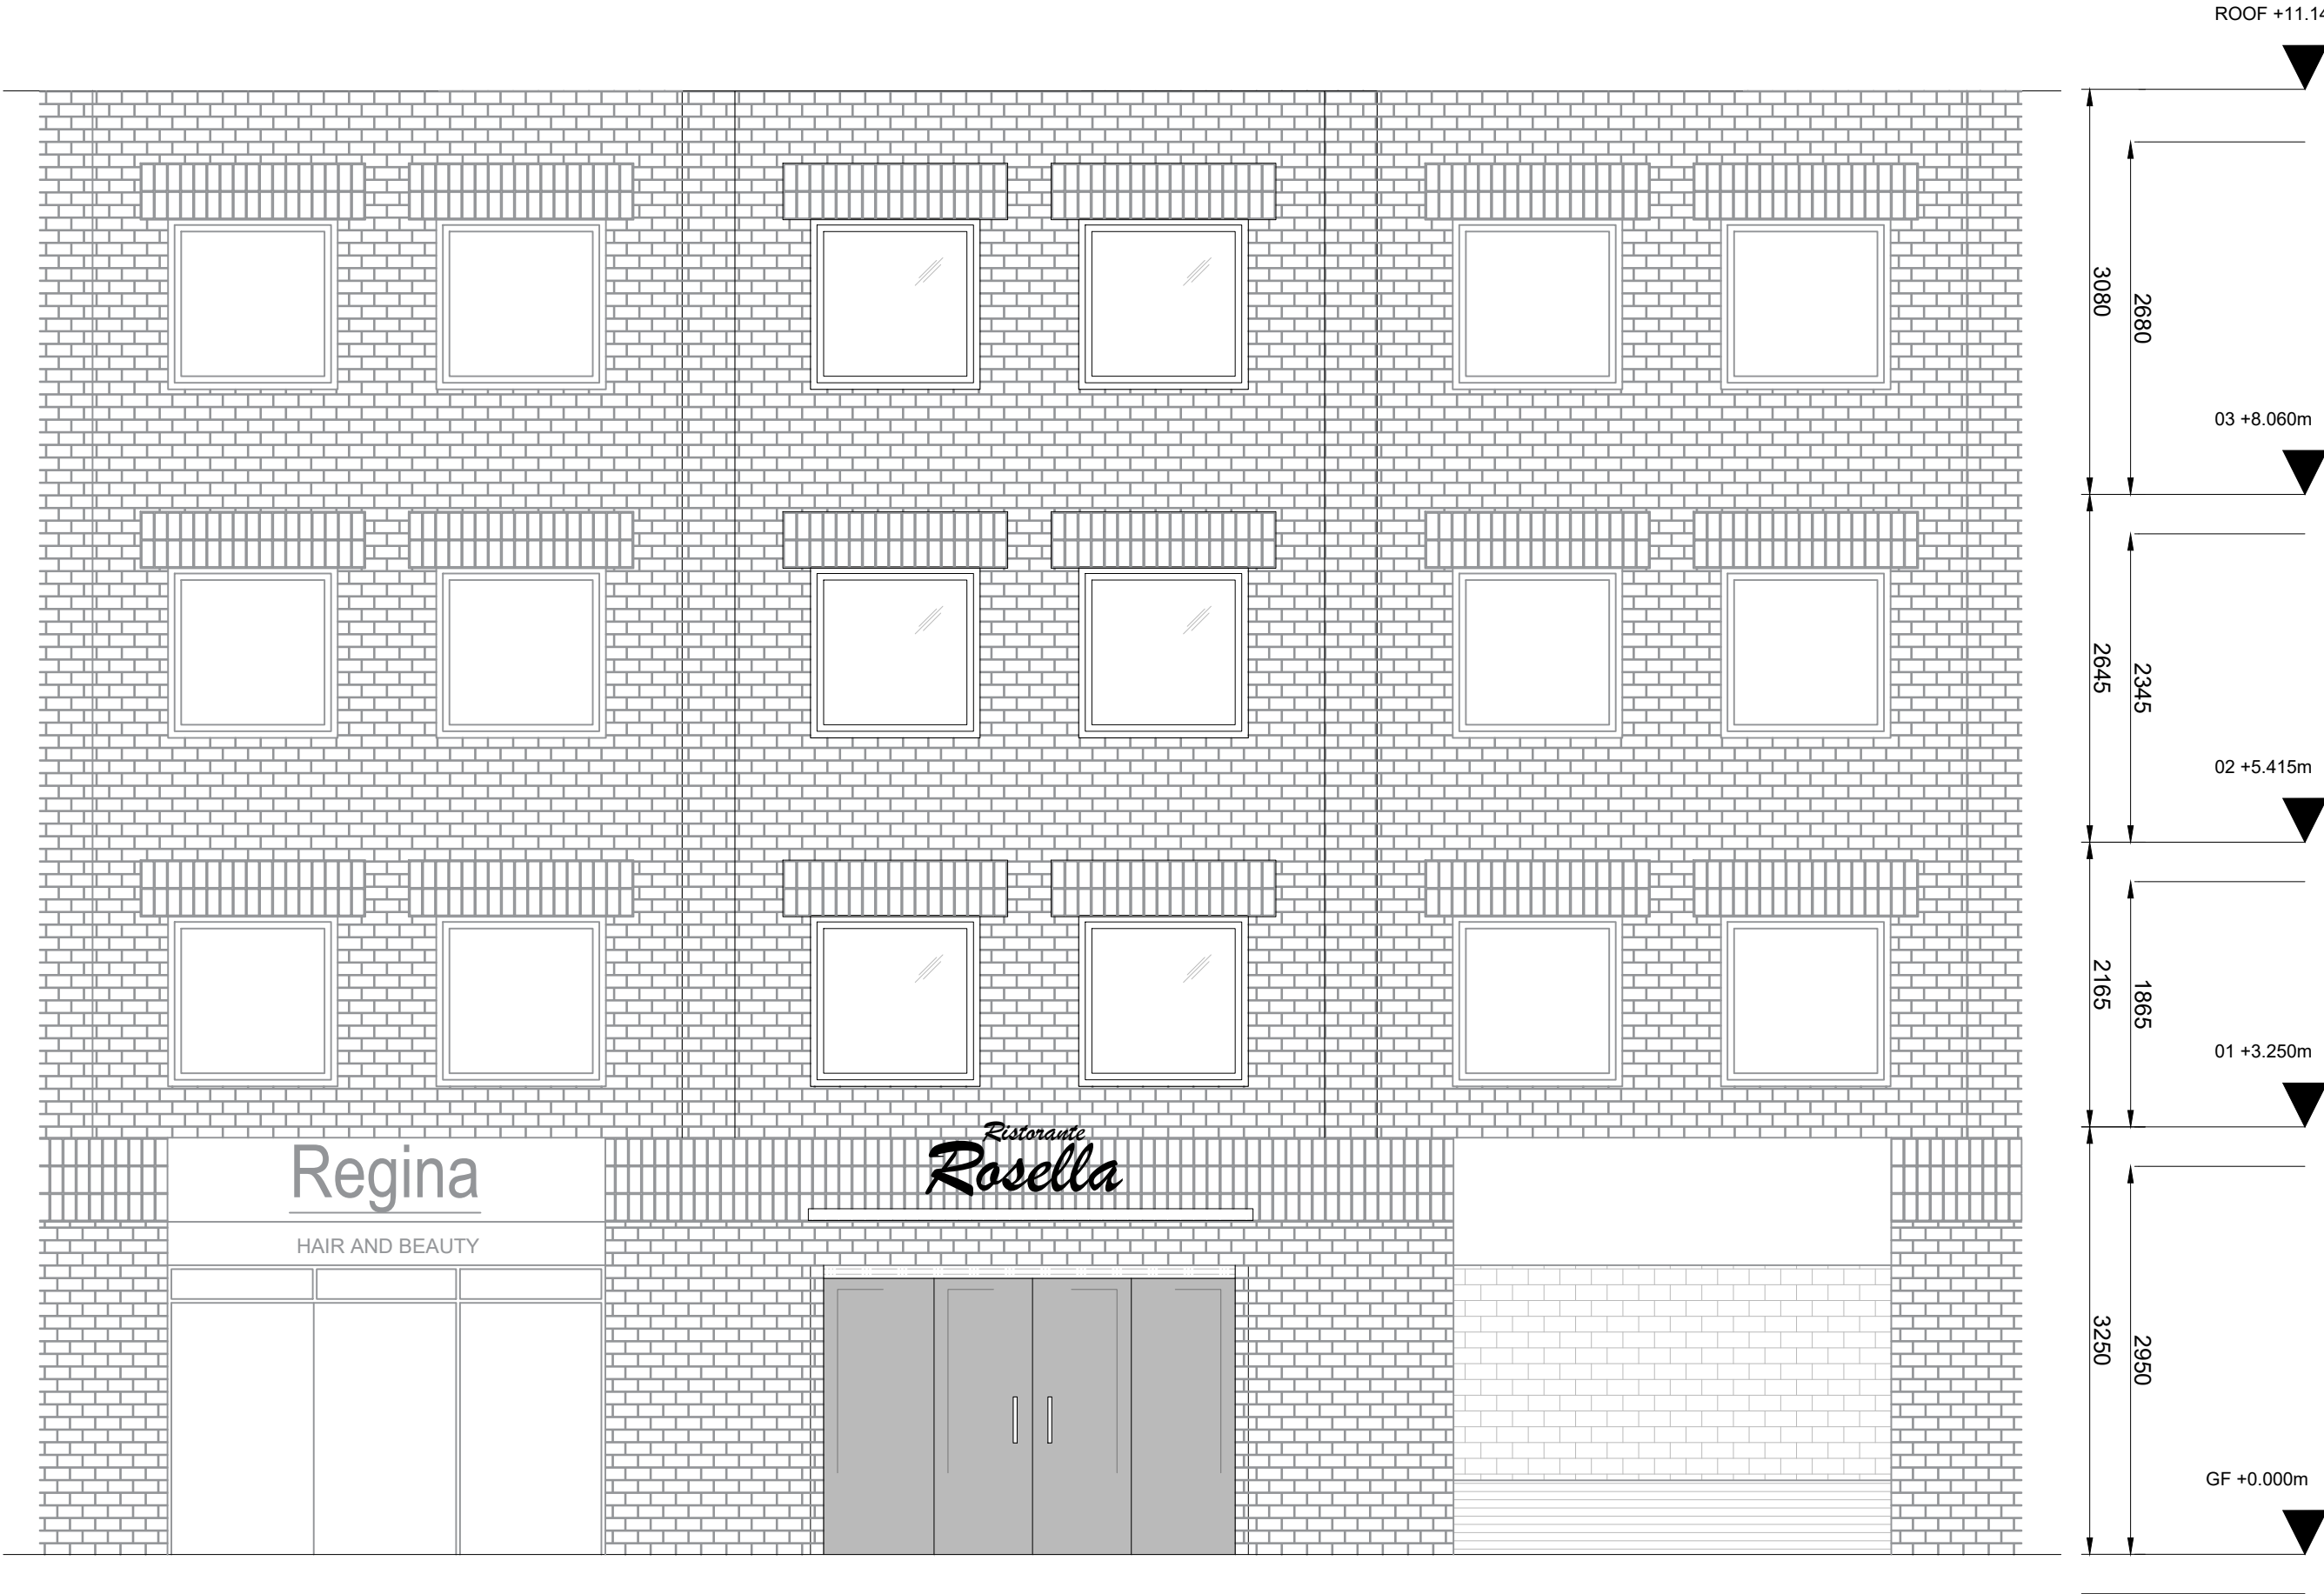 ROOF +11.14
3080
2680
03 +8.060m
2645
2345
02 +5.415m
2165
1865
01 +3.250m
Ristorante
Rosella
Regina
HAIR AND BEAUTY
3250
2950
GF +0.000m